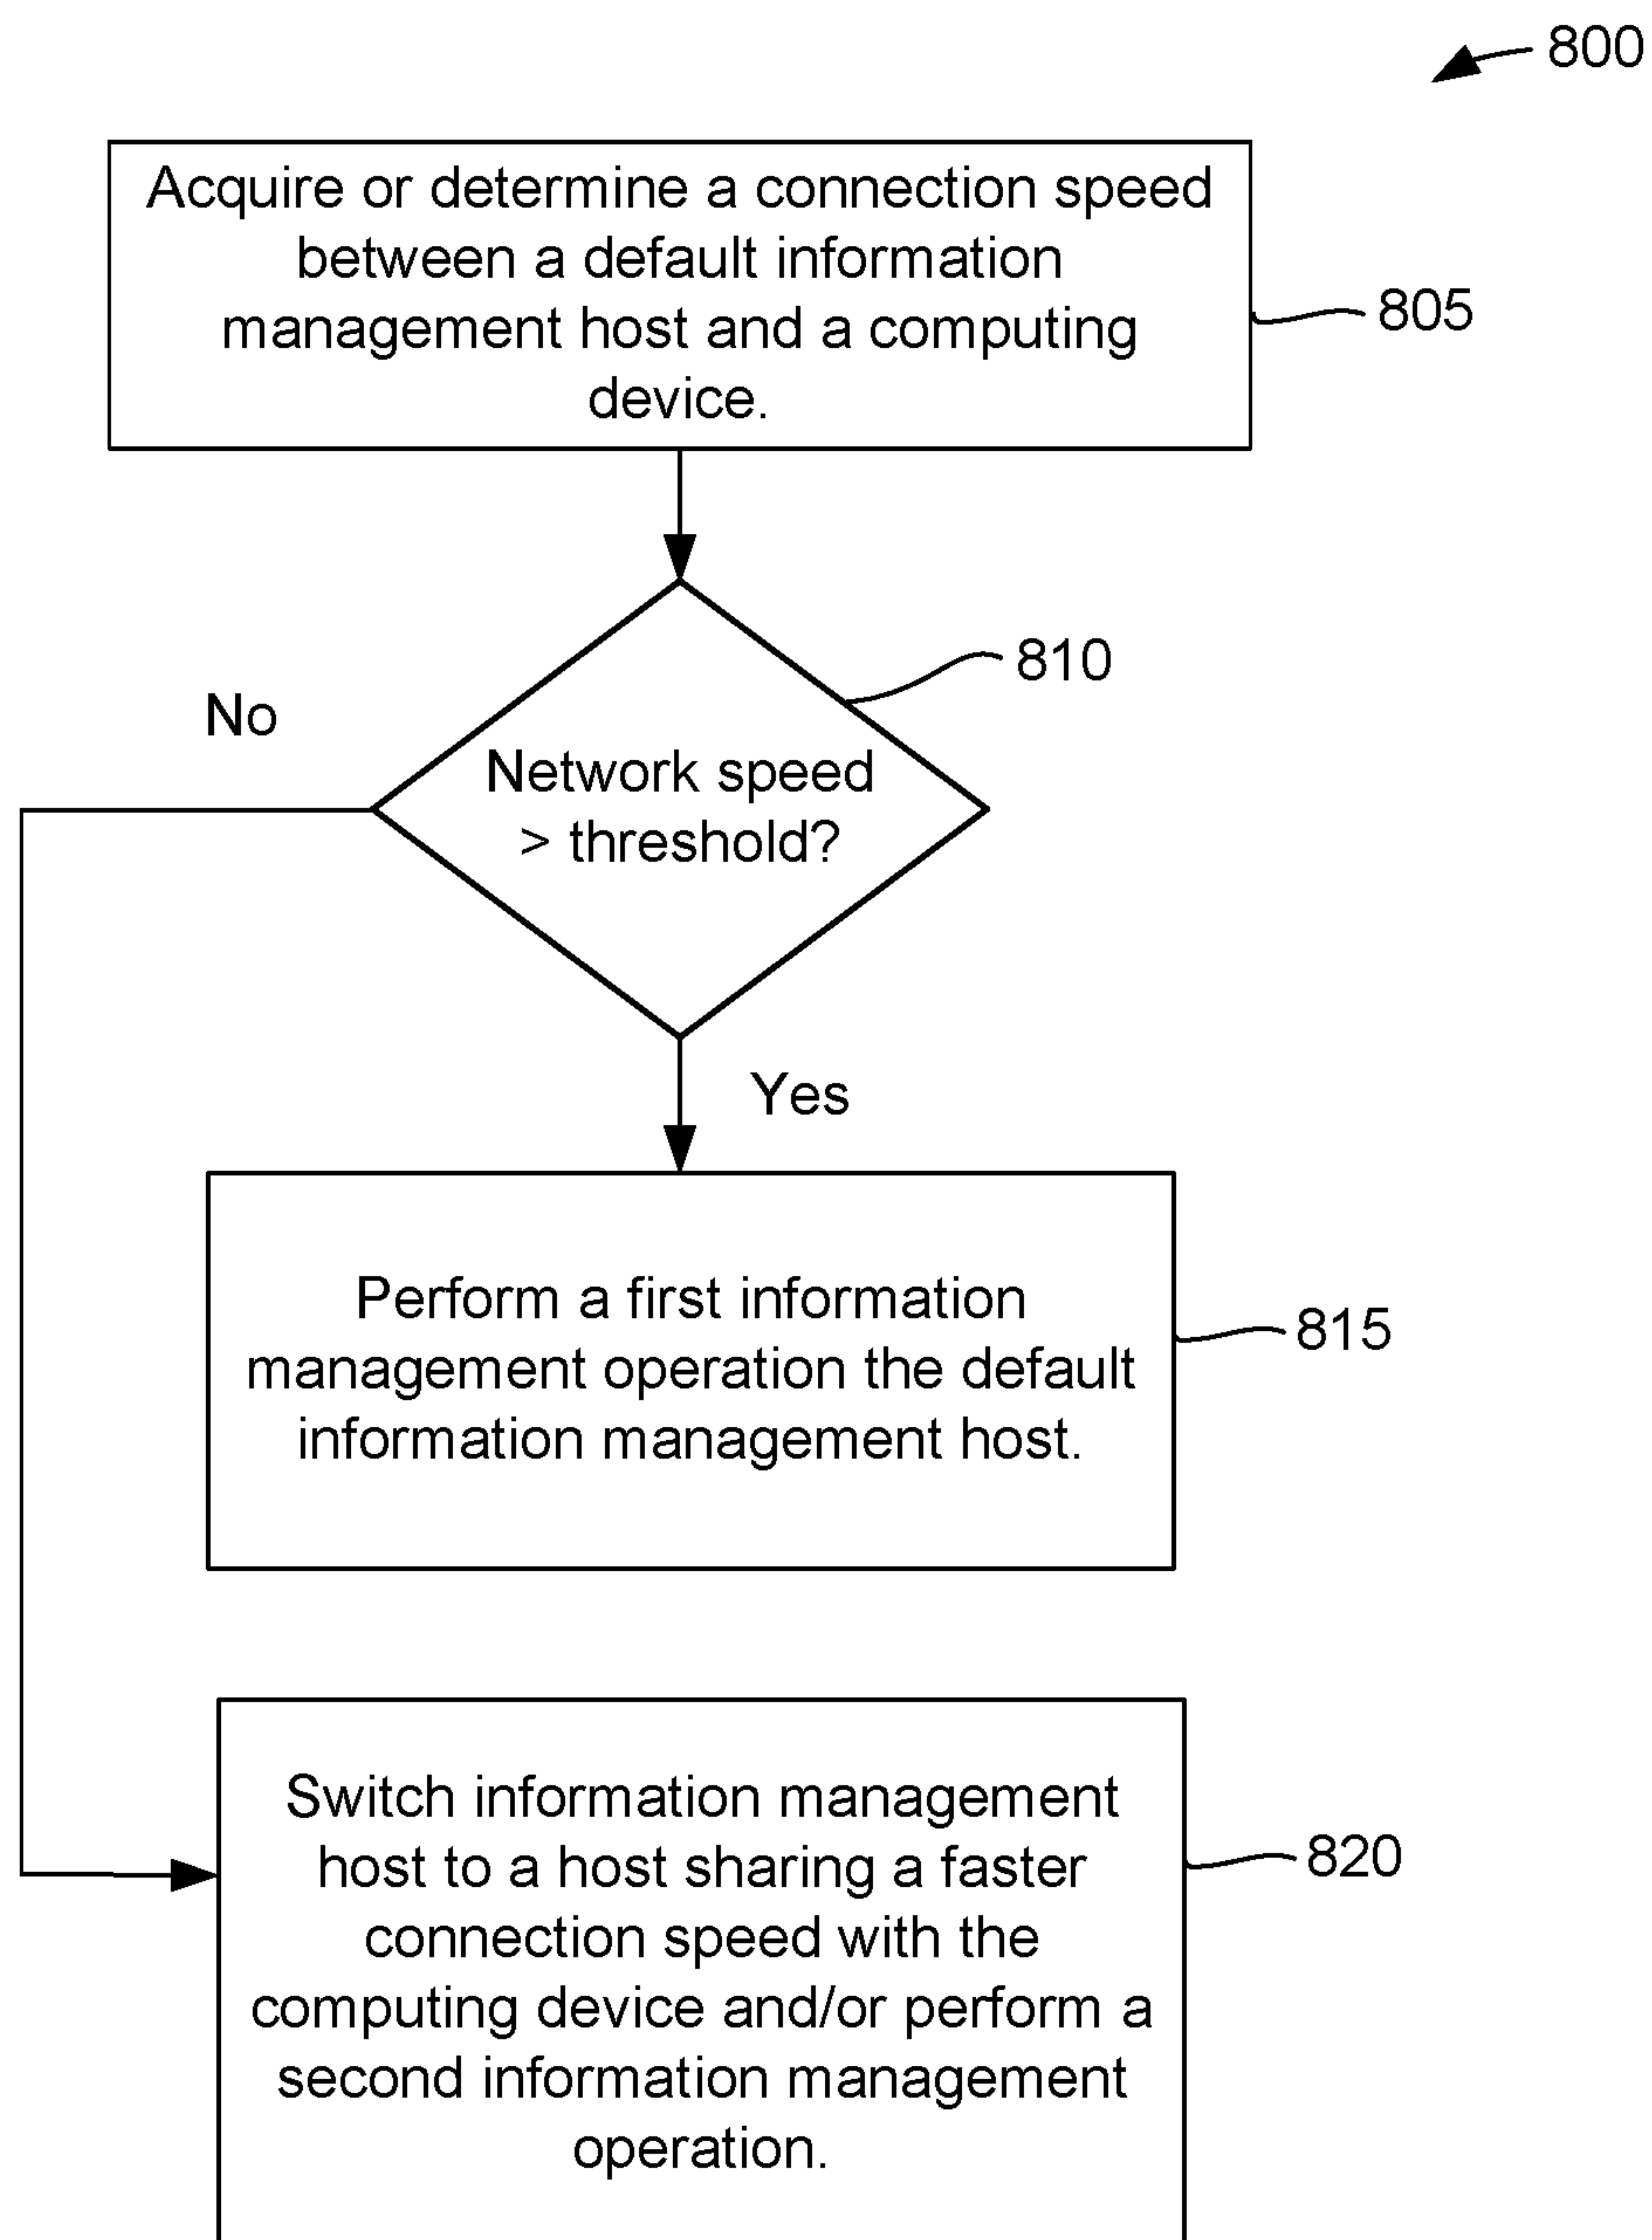 800
Acquire or determine a connection speed
between a default information
management host and a computing
device.
805
810
No
Network speed
> threshold?
Yes
Perform a first information
management operation the default
information management host.
815
Switch information management
host to a host sharing a faster
connection speed with the
computing device and/or perform a
second information management
operation.
820